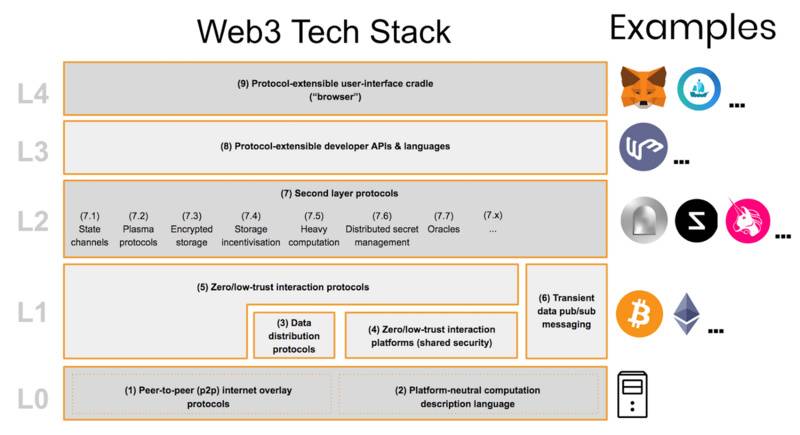 Web3 Tech Stack
Examples
L4
(9) Protocol-extensible user-interface cradle
(“browser”)
...
L3
(8) Protocol-extensible developer APIs & languages
...
L2
(7) Second layer protocols
(7.1)
State
channels
(7.2)
Plasma
protocols
(7.3)
Encrypted
storage
(7.4)
Storage
incentivisation
(7.5)
Heavy
computation
(7.6)
Distributed secret
management
(7.7)
Oracles
(7.x)
...
...
L1
(5) Zero/low-trust interaction protocols
(3) Data
distribution
protocols
(4) Zero/low-trust interaction
platforms (shared security)
(6) Transient
data pub/sub
messaging
...
L0
(1) Peer-to-peer (p2p) internet overlay
protocols
(2) Platform-neutral computation
description language